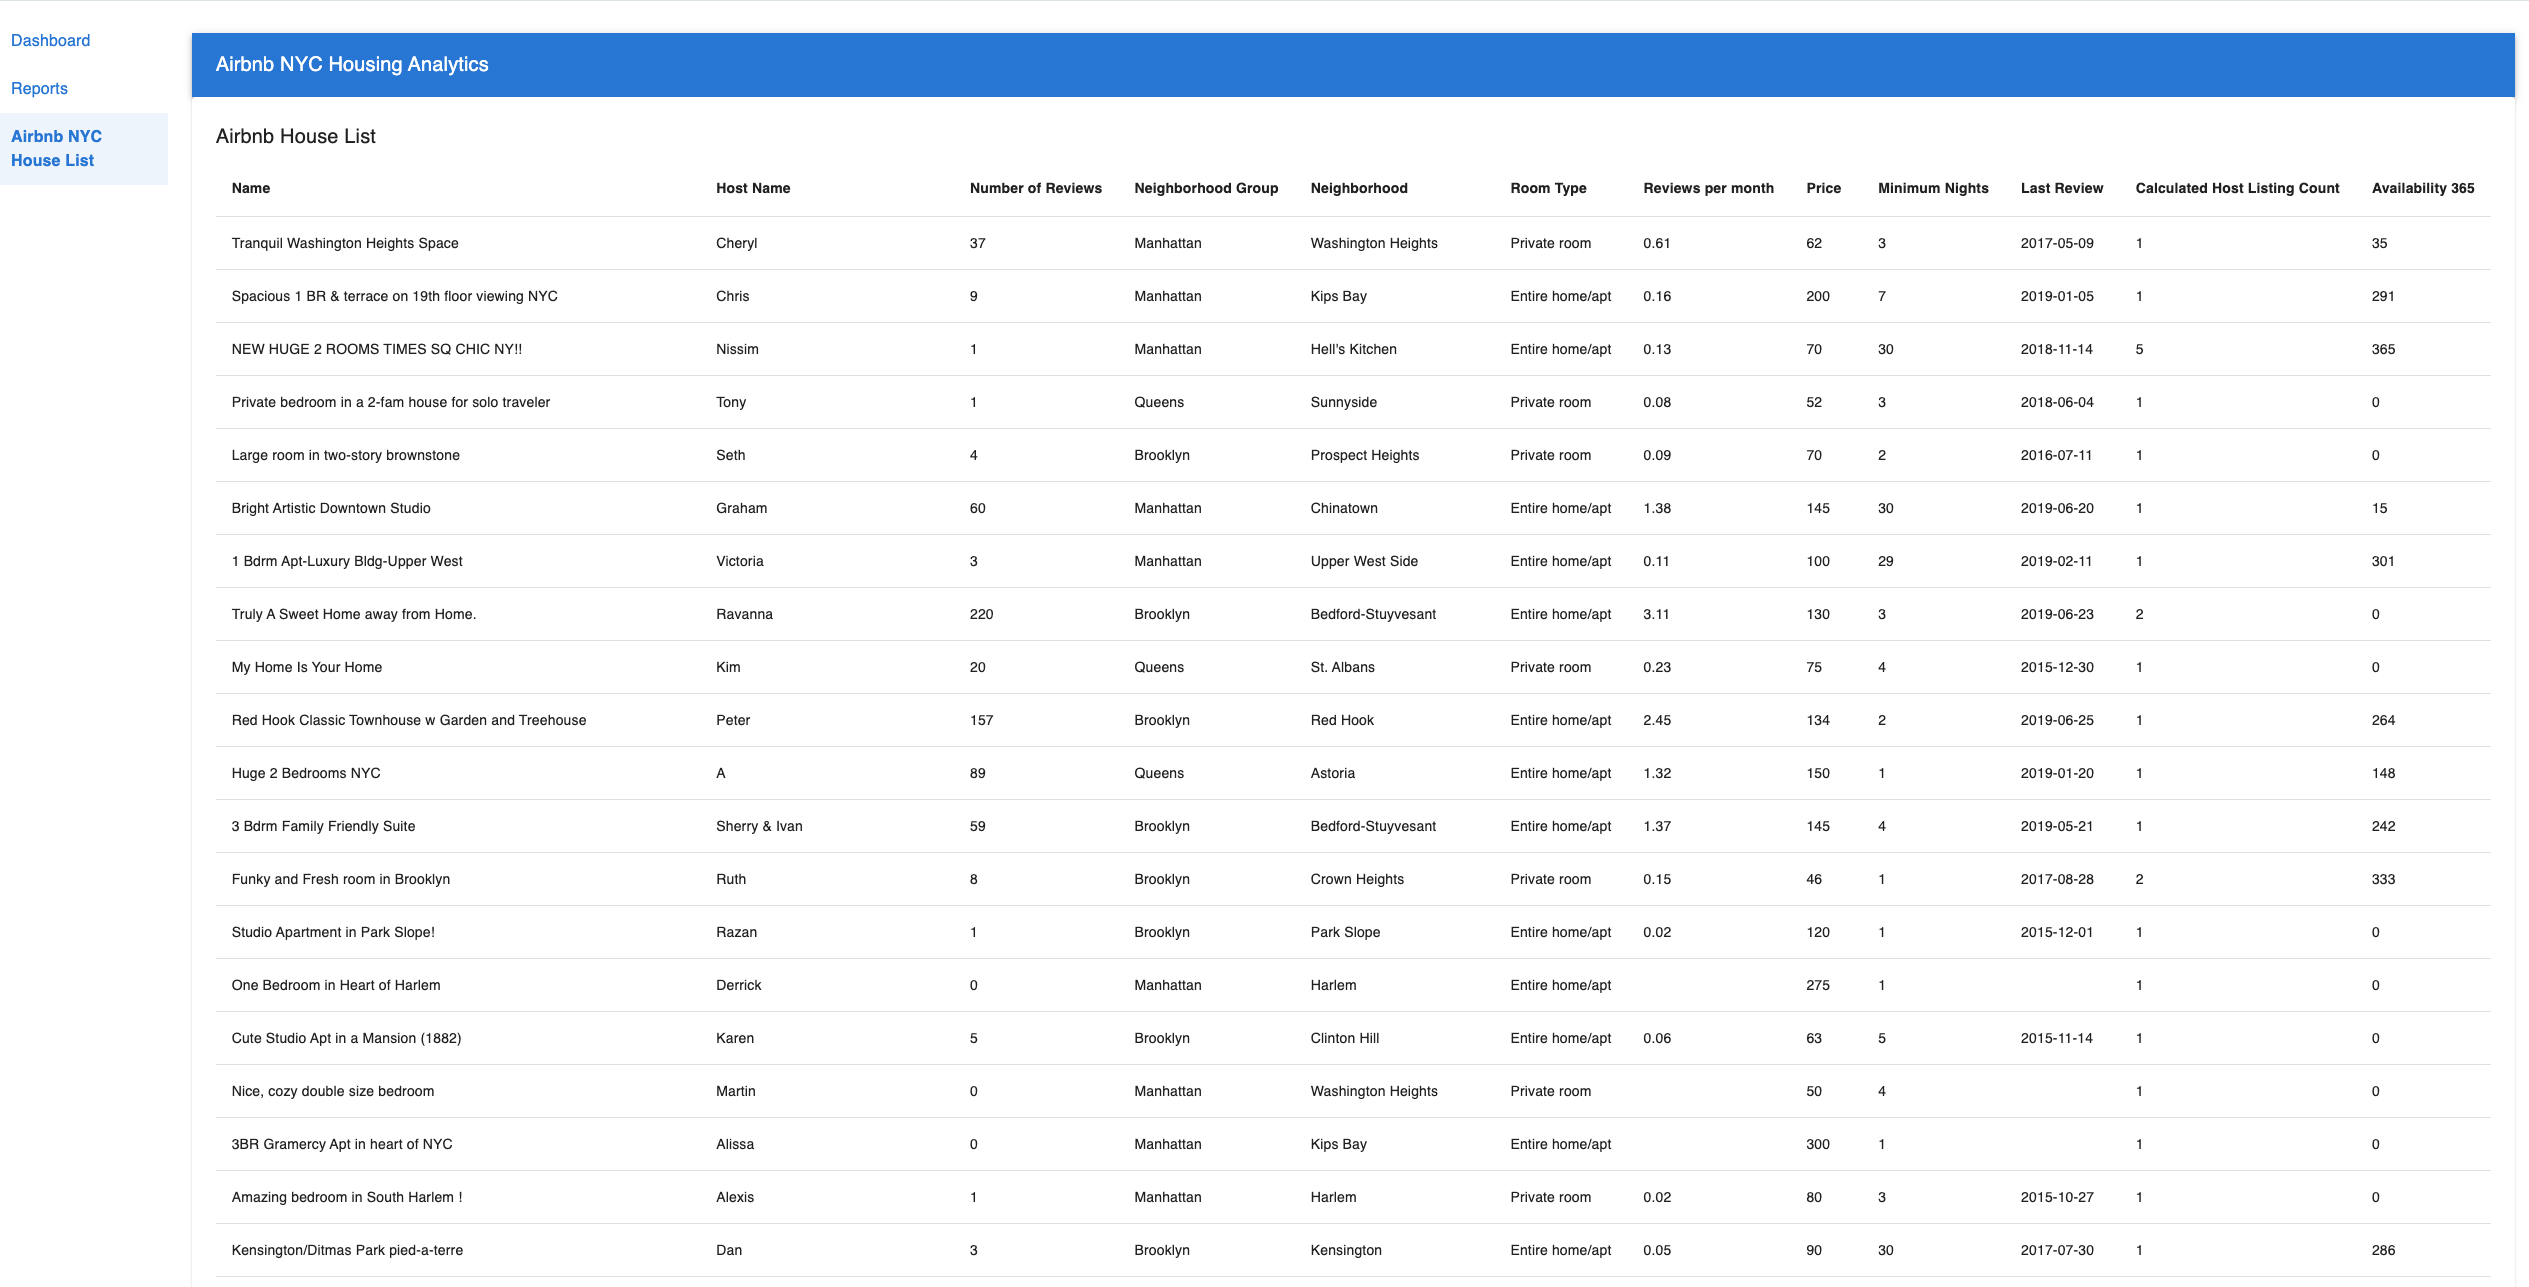 Dashboard
Reports
Airbnb NYC
House List
Airbnb NYC Housing Analytics
Airbnb House List
Name Host Name Number of Reviews Neighborhood Group Neighborhood Room Type Reviews per month Price Minimum Nights Last Review Calculated Host Listing Count Availability 365
Tranquil Washington Heights Space Cheryl 37 Manhattan Washington Heights Private room 0.61 62 3 2017-05-09 1 35
Spacious 1 BR & terrace on 19th floor viewing NYC Chris 9 Manhattan Kips Bay Entire home/apt 0.16 200 7 2019-01-05 1 291
NEW HUGE 2 ROOMS TIMES SQ CHIC NY!! Nissim 1 Manhattan Hell's Kitchen Entire home/apt 0.13 70 30 2018-11-14 5 365
Private bedroom in a 2-fam house for solo traveler Tony 1 Queens Sunnyside Private room 0.08 52 3 2018-06-04 1 0
Large room in two-story brownstone Seth 4 Brooklyn Prospect Heights Private room 0.09 70 2 2016-07-11 1 0
Bright Artistic Downtown Studio Graham 60 Manhattan Chinatown Entire home/apt 1.38 145 30 2019-06-20 1 15
1 Bdrm Apt-Luxury Bldg-Upper West Victoria 3 Manhattan Upper West Side Entire home/apt 0.11 100 29 2019-02-11 1 301
Truly A Sweet Home away from Home. Ravanna 220 Brooklyn Bedford-Stuyvesant Entire home/apt 3.11 130 3 2019-06-23 2 0
My Home Is Your Home Kim 20 Queens St. Albans Private room 0.23 75 4 2015-12-30 1 0
Red Hook Classic Townhouse w Garden and Treehouse Peter 157 Brooklyn Red Hook Entire home/apt 2.45 134 2 2019-06-25 1 264
Huge 2 Bedrooms NYC A 89 Queens Astoria Entire home/apt 1.32 150 1 2019-01-20 1 148
3 Bdrm Family Friendly Suite Sherry & Ivan 59 Brooklyn Bedford-Stuyvesant Entire home/apt 1.37 145 4 2019-05-21 1 242
Funky and Fresh room in Brooklyn Ruth 8 Brooklyn Crown Heights Private room 0.15 46 1 2017-08-28 2 333
Studio Apartment in Park Slope! Razan 1 Brooklyn Park Slope Entire home/apt 0.02 120 1 2015-12-01 1 0
One Bedroom in Heart of Harlem Derrick 0 Manhattan Harlem Entire home/apt 275 1 1 0
Cute Studio Apt in a Mansion (1882) Karen 5 Brooklyn Clinton Hill Entire home/apt 0.06 63 5 2015-11-14 1 0
Nice, cozy double size bedroom Martin 0 Manhattan Washington Heights Private room 50 4 1 0
3BR Gramercy Apt in heart of NYC Alissa 0 Manhattan Kips Bay Entire home/apt 300 1 1 0
Amazing bedroom in South Harlem ! Alexis 1 Manhattan Harlem Private room 0.02 80 3 2015-10-27 1 0
Kensington/Ditmas Park pied-a-terre Dan 3 Brooklyn Kensington Entire home/apt 0.05 90 30 2017-07-30 1 286